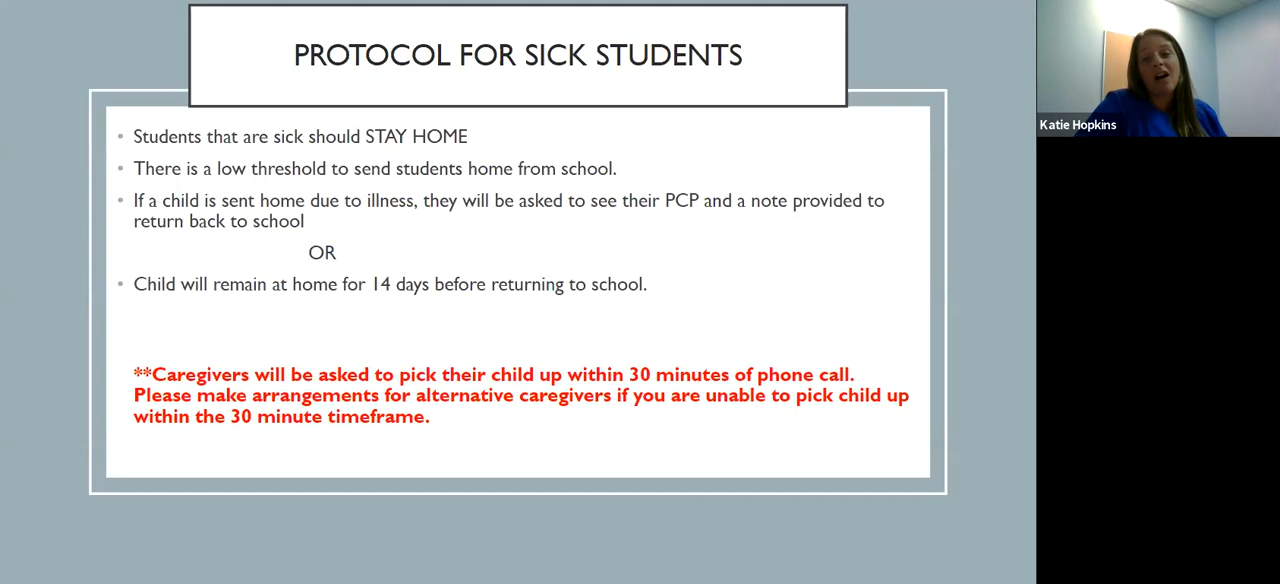 PROTOCOL FOR SICK STUDENTS
• Students that are sick should STAY HOME
• There is a low threshold to send students home from school.
• If a child is sent home due to illness, they will be asked to see their PCP and a note provided to
return back to school
OR
• Child will remain at home for 14 days before returning to school.
**Caregivers will be asked to pick their child up within 30 minutes of phone call.
Please make arrangements for alternative caregivers if you are unable to pick child up
within the 30 minute timeframe.
Katie Hopkins